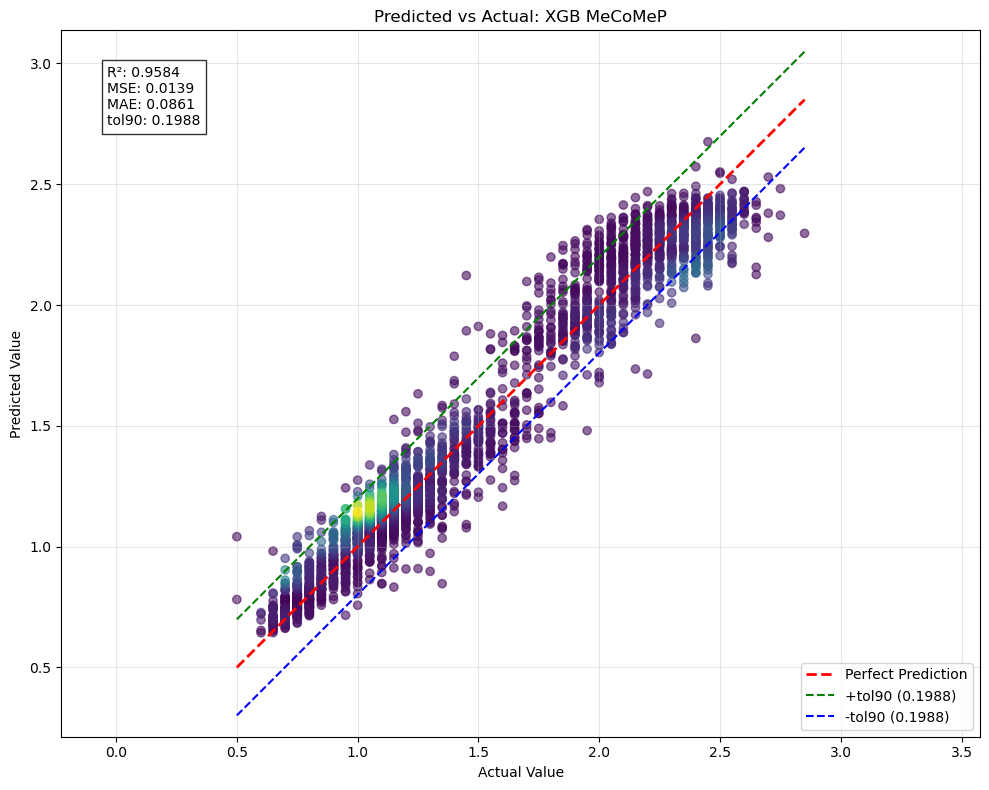 Predicted vs Actual: XGB MeCoMeP
R²: 0.9584
MSE: 0.0139
MAE: 0.0861
tol90: 0.1988
3.0
2.5
2.0
1.5
1.0
0.5
Predicted Value
Perfect Prediction
+tol90 (0.1988)
-tol90 (0.1988)
0.0 0.5 1.0 1.5 2.0 2.5 3.0 3.5
Actual Value